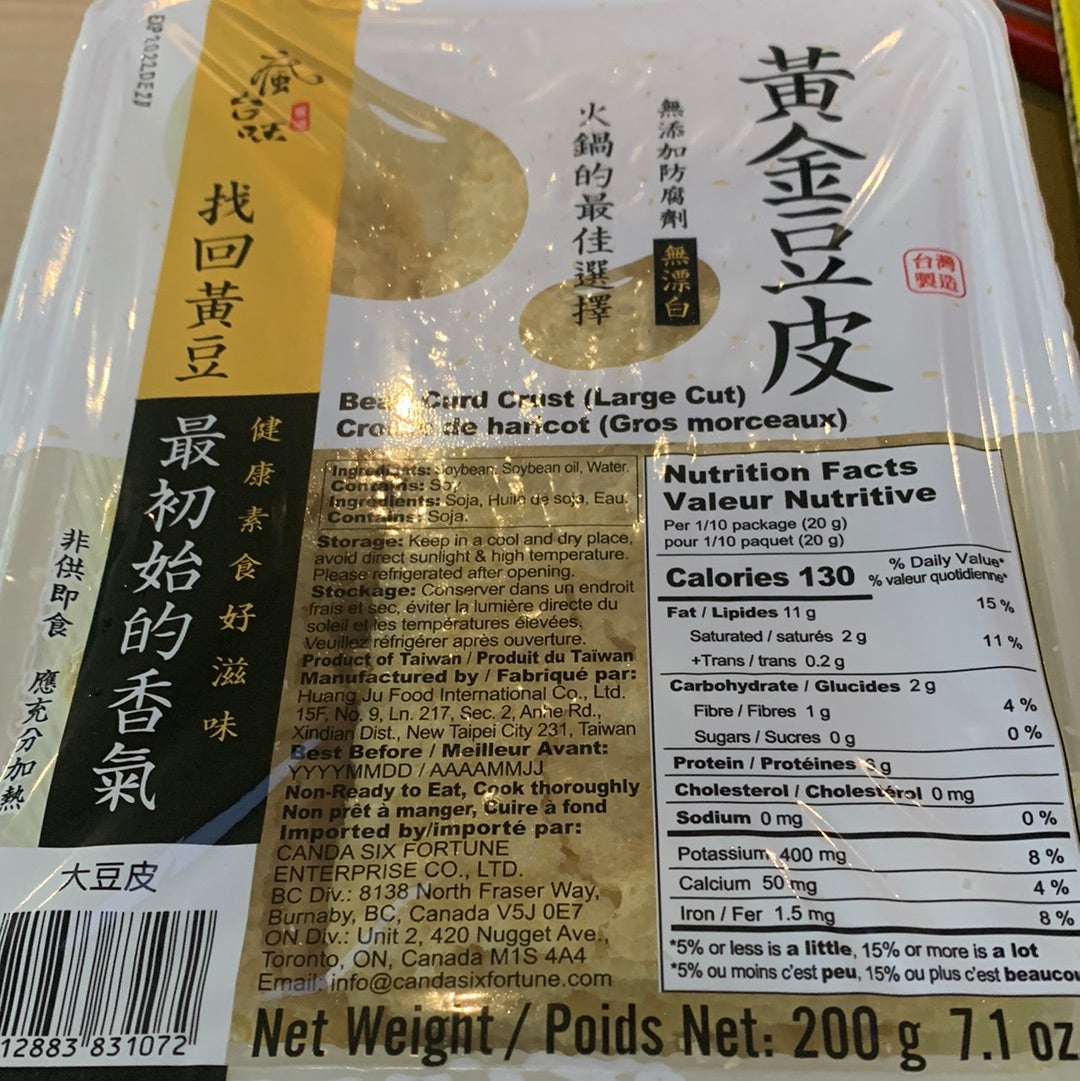 EXP 2022DE23
瘋台味
找回黃豆
最初始的香氣
健康素食好滋味
非供即食 應充分加熱
大豆皮
12883 831072
黃金豆皮
台灣製造
無添加防腐劑
無漂白
火鍋的最佳選擇
Curd Crust (Large Cut)
de haricot (Gros morceaux)
Soybean oil, Water.
Ingredients: Soja, Huile de soja, Eau.
Contains: Soja.
Storage: Keep in a cool and dry place,
avoid direct sunlight & high temperature.
Please refrigerated after opening.
Stockage: Conserver dans un endroit
frais et sec, éviter la lumière directe du
soleil et les températures élevées.
Veuillez réfrigérer après ouverture.
Product of Taiwan / Produit du Taïwan
Manufactured by / Fabriqué par:
Huang Ju Food International Co., Ltd.
15F, No. 9, Ln. 217, Sec. 2, Anhe Rd.,
Xindian Dist., New Taipei City 231, Taiwan
Best Before / Meilleur Avant:
YYYYMMDD / AAAAMMJJ
Non-Ready to Eat, Cook thoroughly
Non prêt à manger, Cuire à fond
Imported by/importé par:
CANDA SIX FORTUNE
ENTERPRISE CO., LTD.
BC Div.: 8138 North Fraser Way,
Burnaby, BC, Canada V5J 0E7
ON Div.: Unit 2, 420 Nugget Ave.,
Toronto, ON, Canada M1S 4A4
Email: info@candasixfortune.com
Nutrition Facts
Valeur Nutritive
Per 1/10 package (20 g)
pour 1/10 paquet (20 g)
Calories 130 % Daily Value*
% valeur quotidienne*
Fat / Lipides 11 g 15 %
Saturated / saturés 2 g 11 %
+Trans / trans 0.2 g
Carbohydrate / Glucides 2 g
Fibre / Fibres 1 g 4 %
Sugars / Sucres 0 g 0 %
Protein / Protéines g
Cholesterol / Cholestérol 0 mg
Sodium 0 mg 0 %
Potassium 400 mg 8 %
Calcium 50 mg 4 %
Iron / Fer 1.5 mg 8 %
*5% or less is a little, 15% or more is a lot
*5% ou moins c'est peu, 15% ou plus c'est beaucou
Net Weight / Poids Net: 200 g 7.1 oz